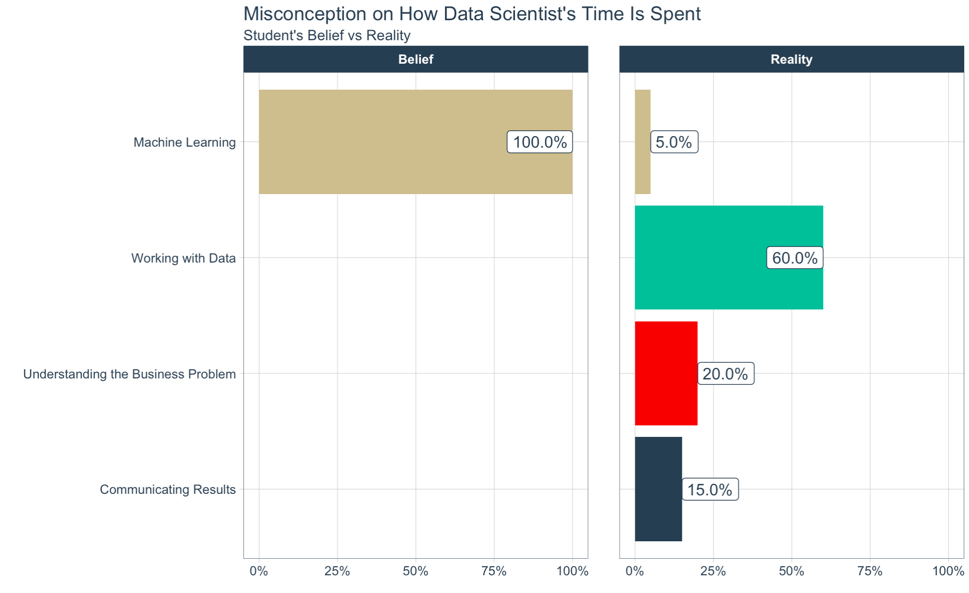 Misconception on How Data Scientist's Time Is Spent
Student's Belief vs Reality
Belief
Reality
Machine Learning
100.0%
5.0%
Working with Data
60.0%
Understanding the Business Problem
20.0%
Communicating Results
15.0%
0% 25% 50% 75% 100%
0% 25% 50% 75% 100%